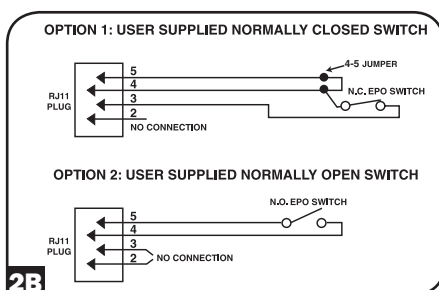 OPTION 1: USER SUPPLIED NORMALLY CLOSED SWITCH
5
4-5 JUMPER
4
N.C. EPO SWITCH
RJ11
PLUG
3
2
NO CONNECTION
OPTION 2: USER SUPPLIED NORMALLY OPEN SWITCH
N.O. EPO SWITCH
5
4
RJ11
PLUG
3
NO CONNECTION
2
2B